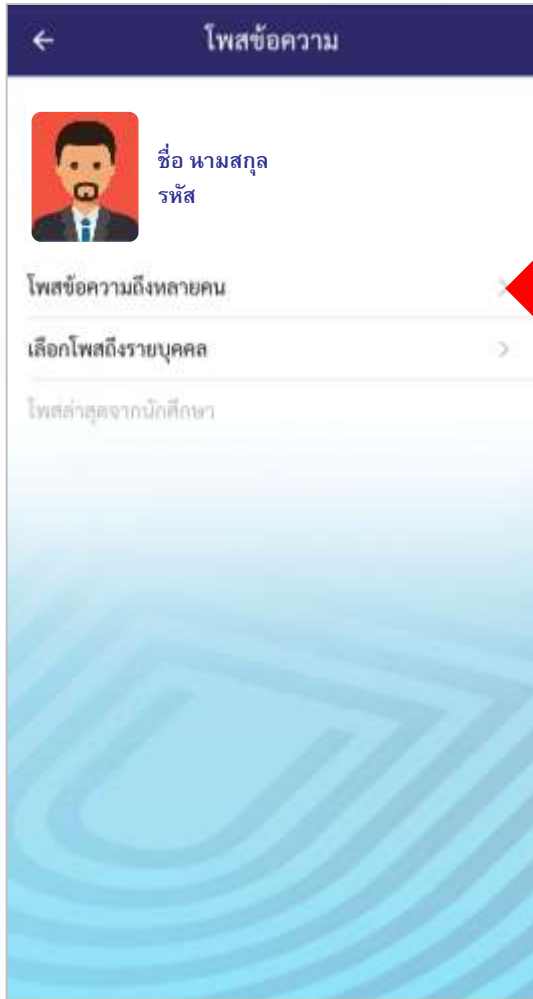 โพสข้อความ
ชื่อ นามสกุล
รหัส
โพสข้อความถึงหลายคน
เลือกโพสถึงรายบุคคล
โพสล่าสุดจากนักศึกษา